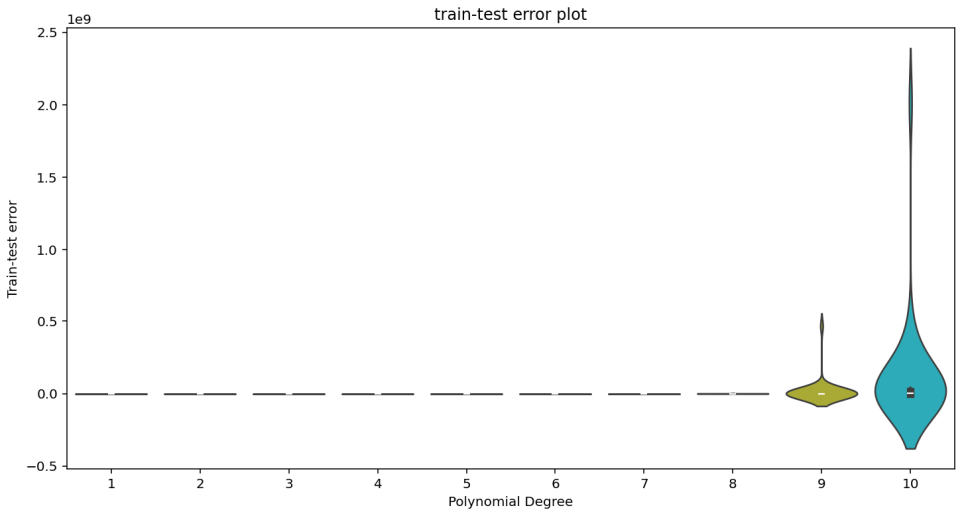 train-test error plot
1e9
2.5
2.0
1.5
1.0
0.5
0.0
−0.5
Train-test error
1 2 3 4 5 6 7 8 9 10
Polynomial Degree